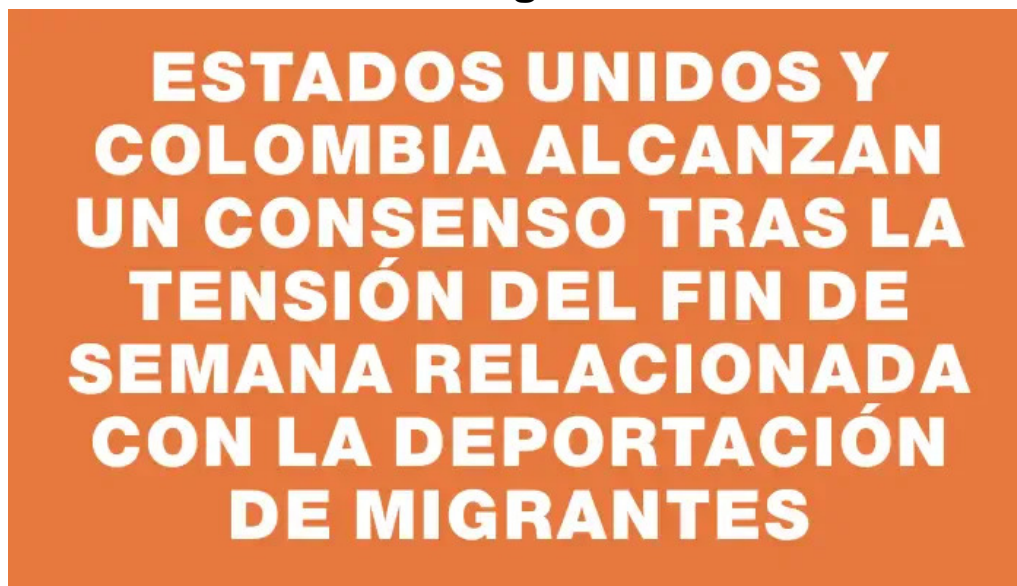 ESTADOS UNIDOS Y
COLOMBIA ALCANZAN
UN CONSENSO TRAS LA
TENSIÓN DEL FIN DE
SEMANA RELACIONADA
CON LA DEPORTACIÓN
DE MIGRANTES